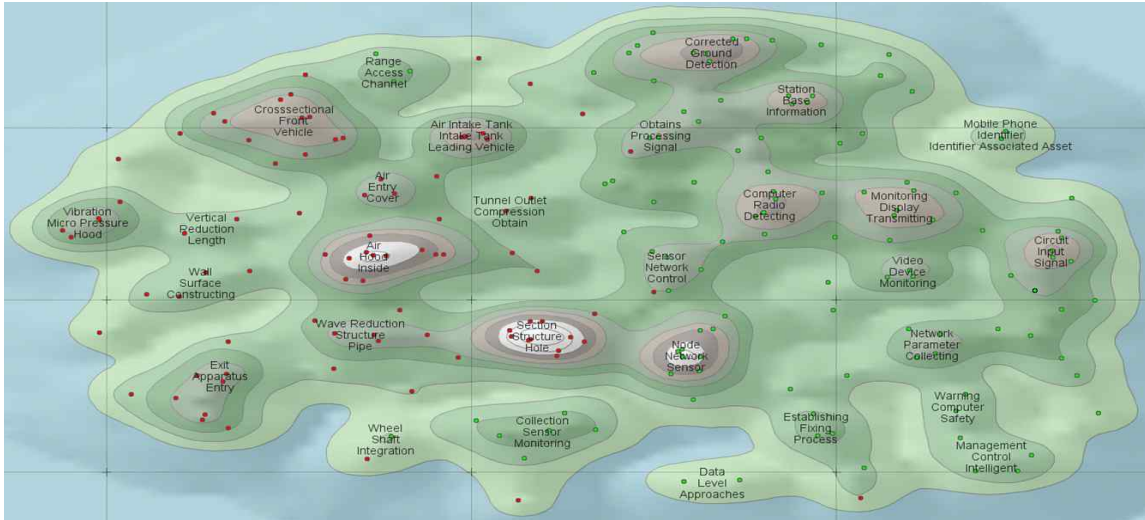 Corrected
Ground
Detection
Range
Access
Channel
Station
Base
Information
Crosssectional
Front
Vehicle
Air Intake Tank
Intake Tank
Leading Vehicle
Obtains
Processing
Signal
Mobile Phone
Identifier
Identifier Associated Asset
Air
Entry
Cover
Tunnel Outlet
Compression
Obtain
Computer
Radio
Detecting
Monitoring
Display
Transmitting
Vibration
Micro Pressure
Hood
Vertical
Reduction
Length
Air
Hood
Inside
Circuit
Input
Signal
Sensor
Network
Control
Video
Device
Monitoring
Wall
Surface
Constructing
Wave Reduction
Structure
Pipe
Section
Structure
Hole
Node
Network
Sensor
Network
Parameter
Collecting
Exit
Apparatus
Entry
Warning
Computer
Safety
Wheel
Shaft
Integration
Collection
Sensor
Monitoring
Establishing
Fixing
Process
Management
Control
Intelligent
Data
Level
Approaches